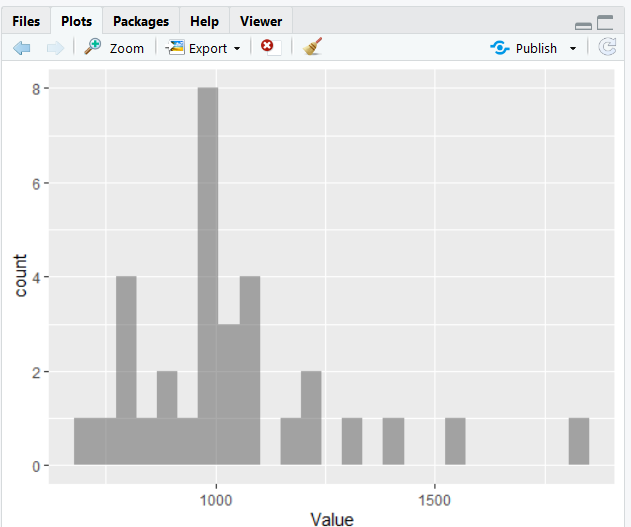 Files Plots Packages Help Viewer
Zoom Export Publish
8
6
4
2
0
count
1000 1500
Value